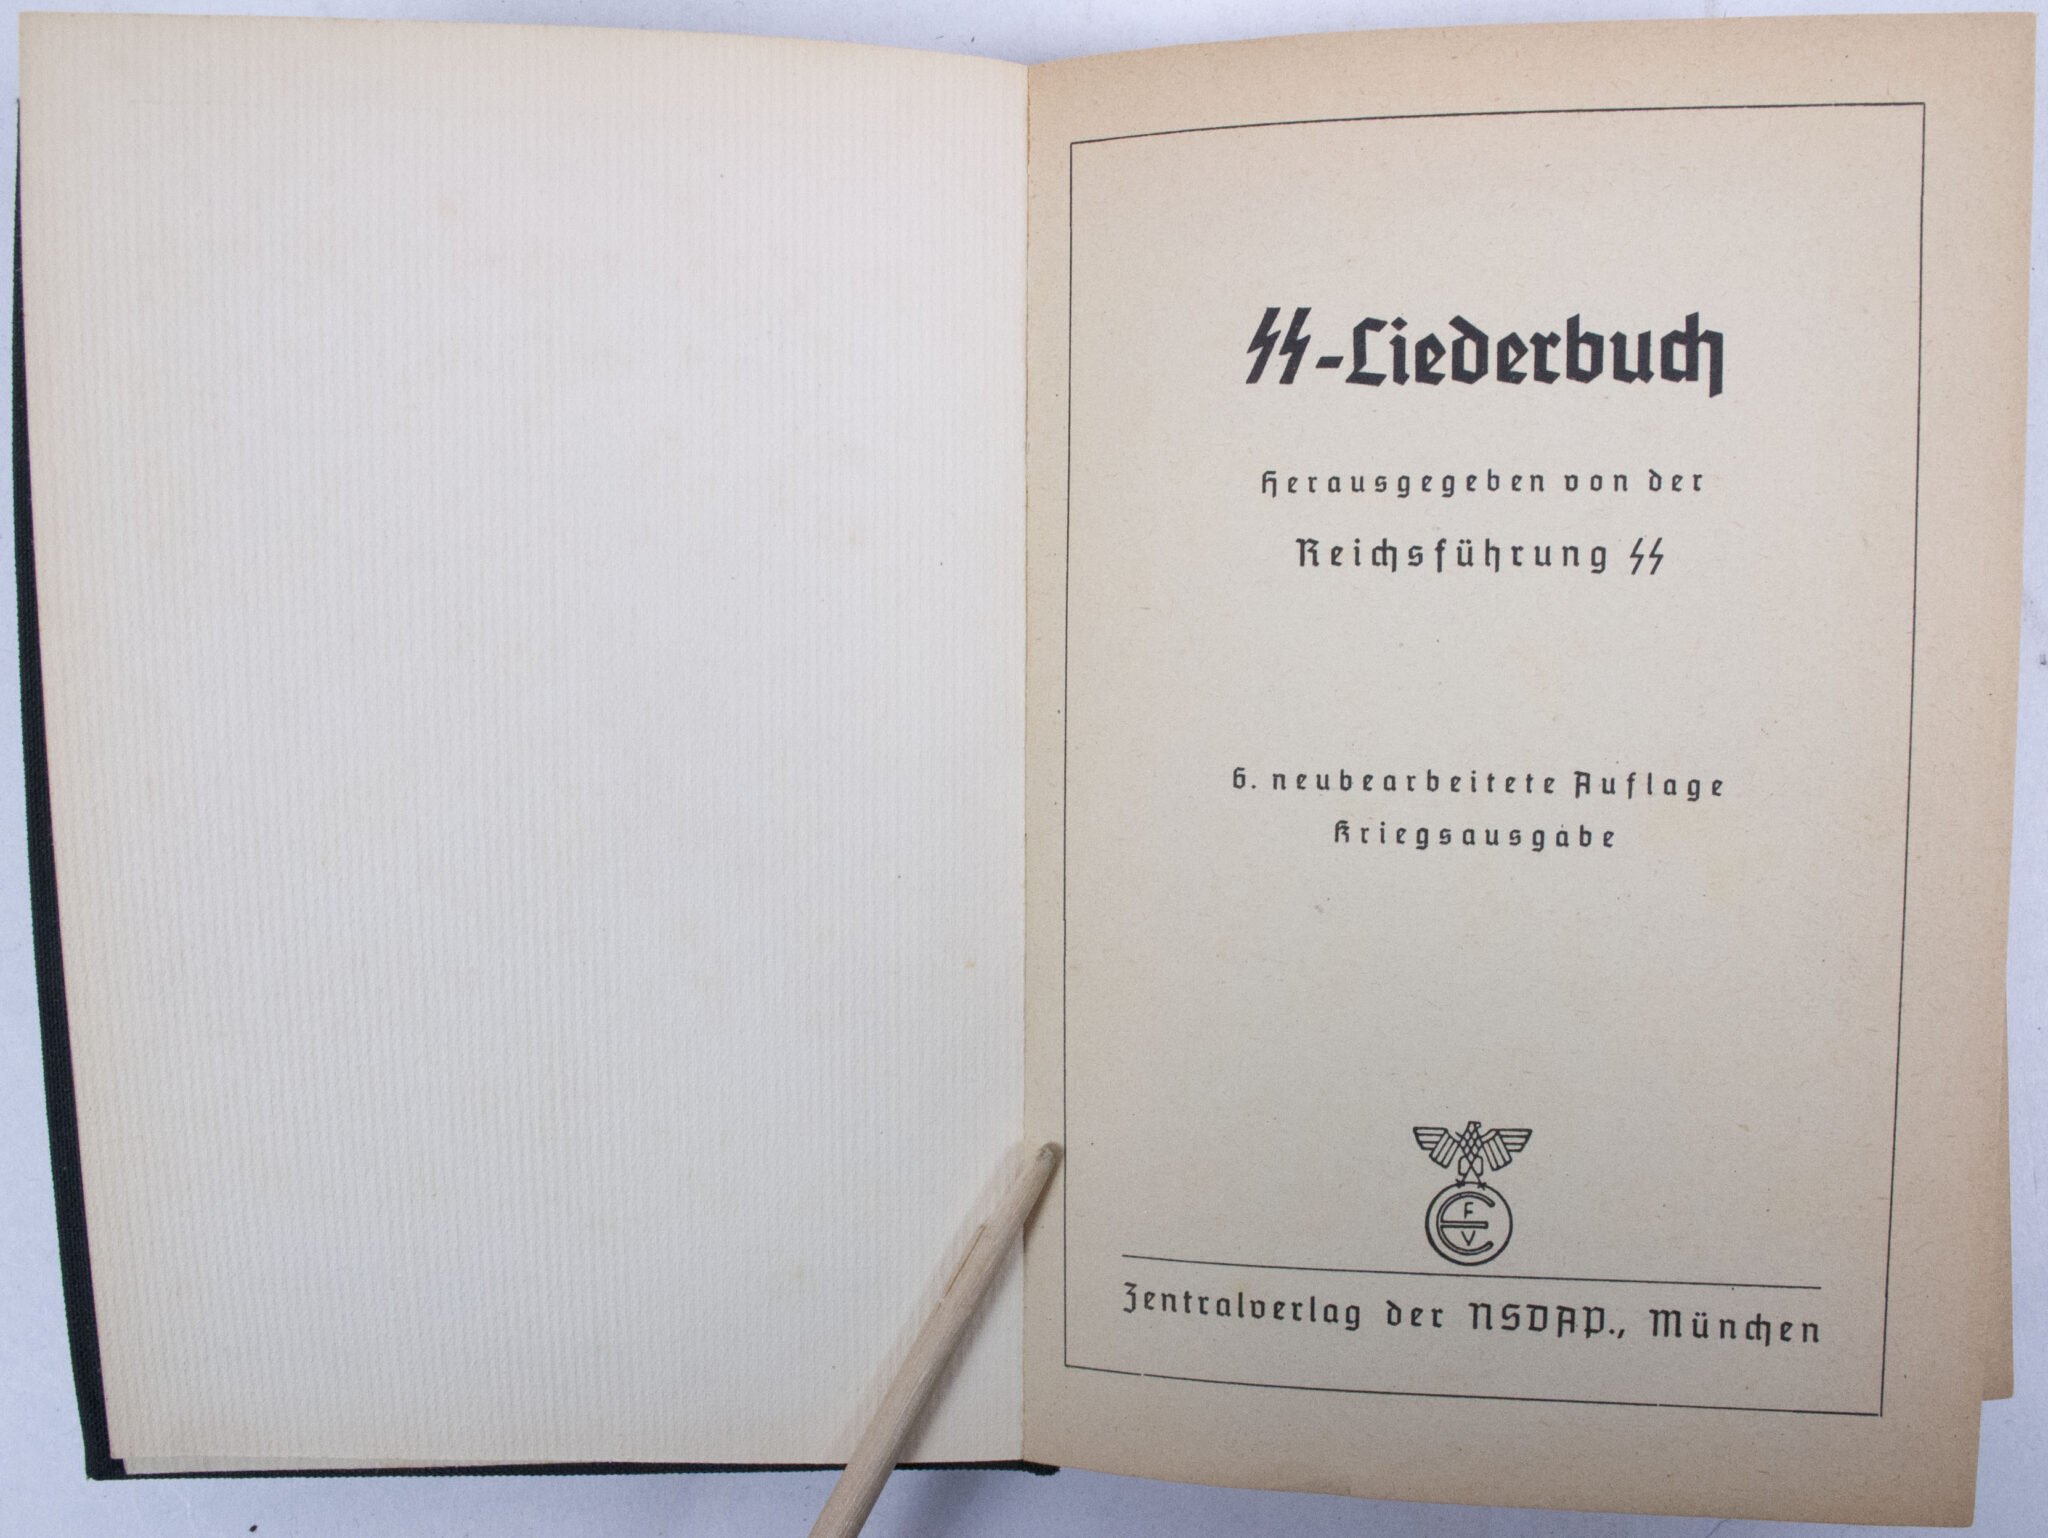 SS-Liederbuch
Herausgegeben von der
Reichsführung SS
6. neubearbeitete Auflage
Kriegsausgabe
F
E
V
Zentralverlag der NSDAP., München